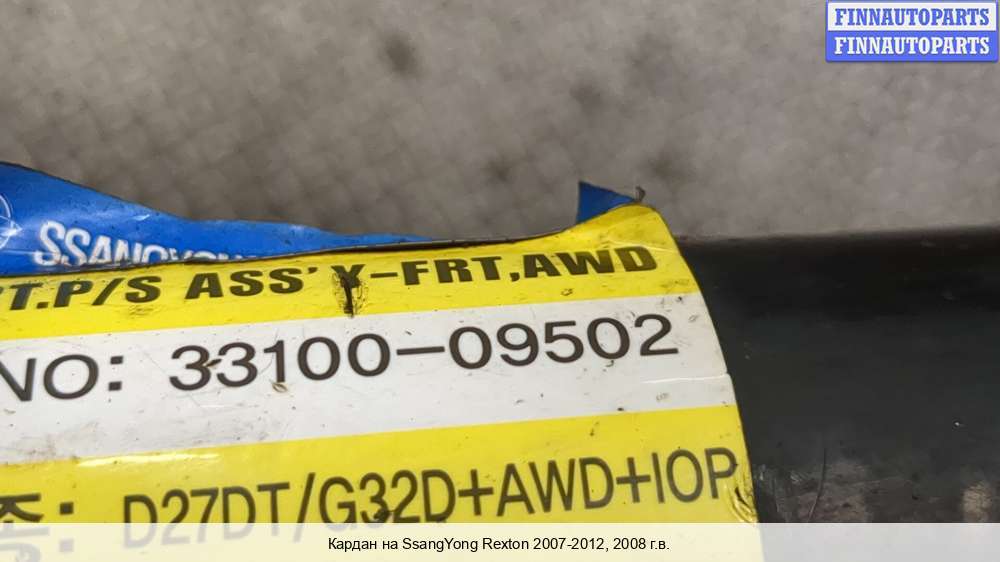 FINNAUTOPARTS
FINNAUTOPARTS
T.P/S ASS'Y-FRT,AWD
NO: 33100-09502
D27DT/G32D+AWD+IOP
Кардан на SsangYong Rexton 2007-2012, 2008 г.в.